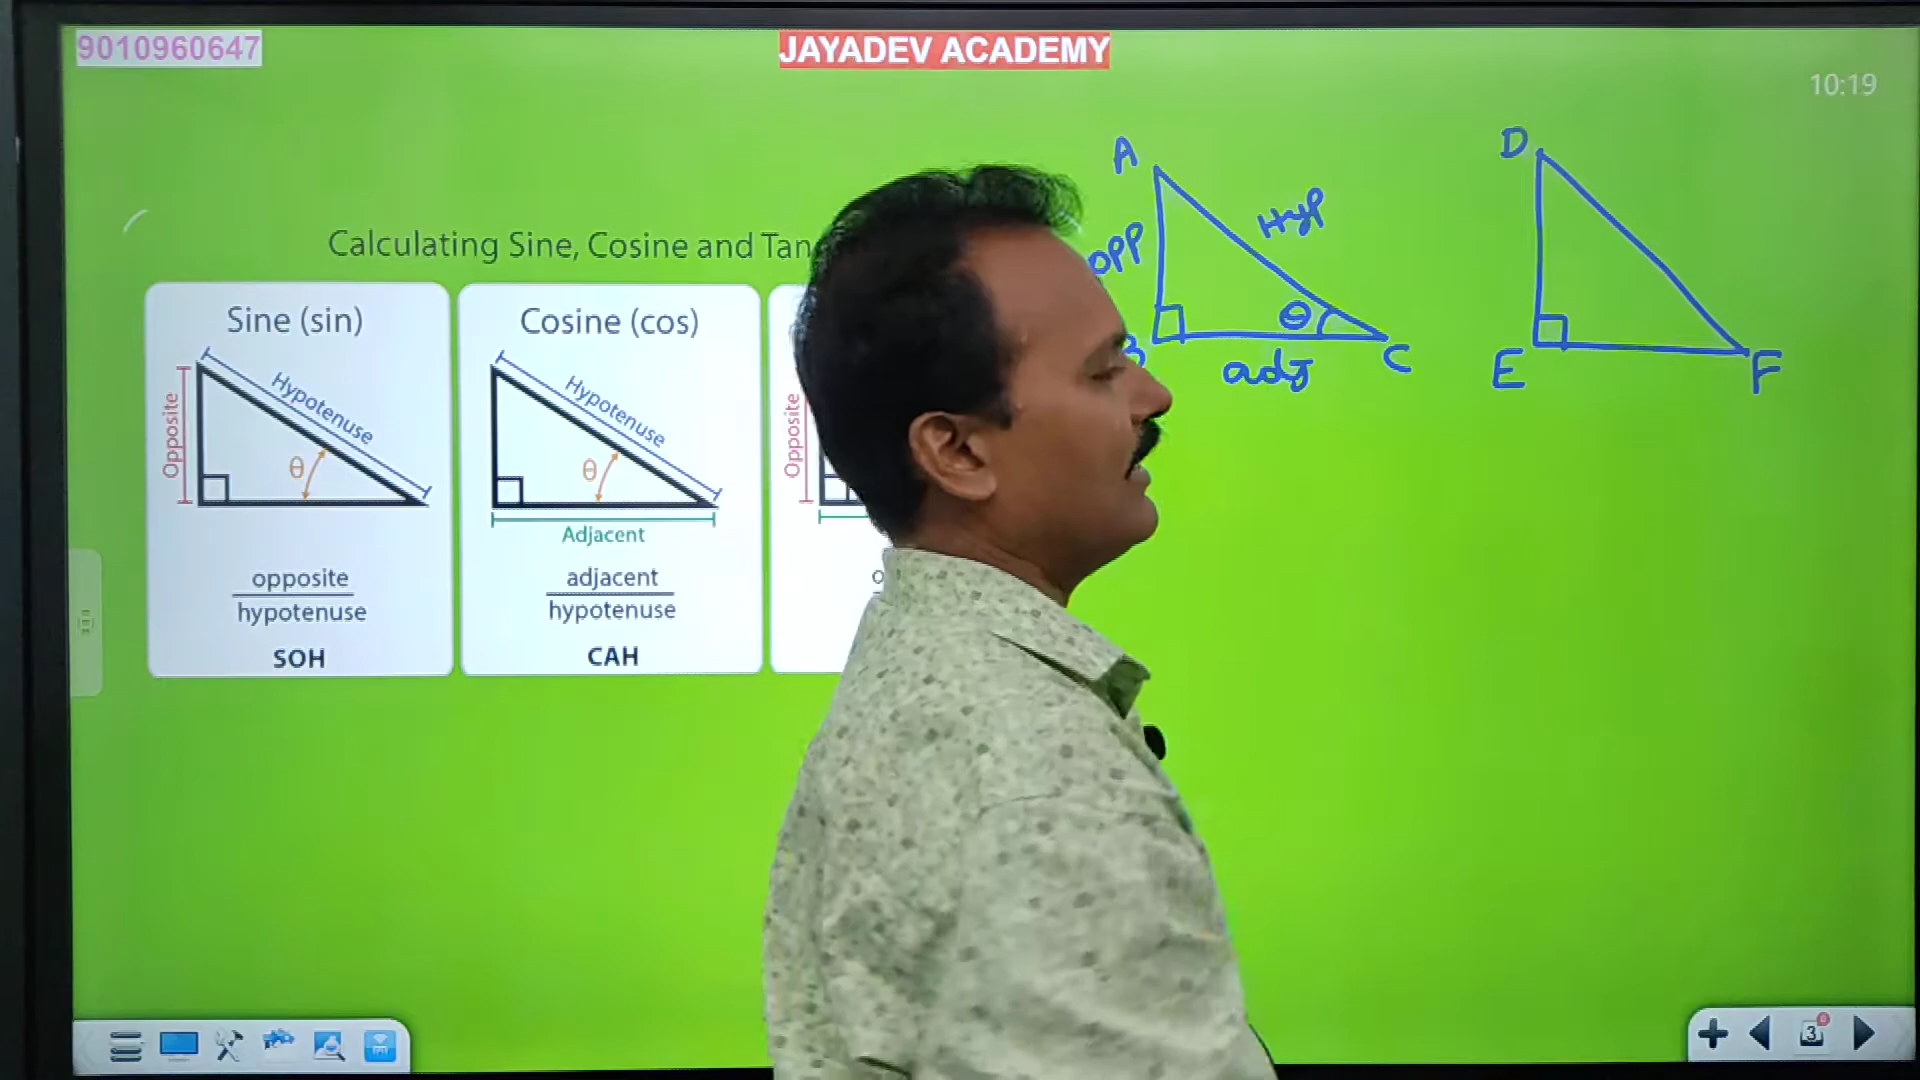 9010960647
JAYADEV ACADEMY
10:19
Calculating Sine, Cosine and Tan
Sine (sin)
Opposite
Hypotenuse
θ
opposite
hypotenuse
SOH
Cosine (cos)
Hypotenuse
θ
Adjacent
adjacent
hypotenuse
CAH
Opposite
A
OPP
Hyp
θ
B
adj
C
D
E
F
3